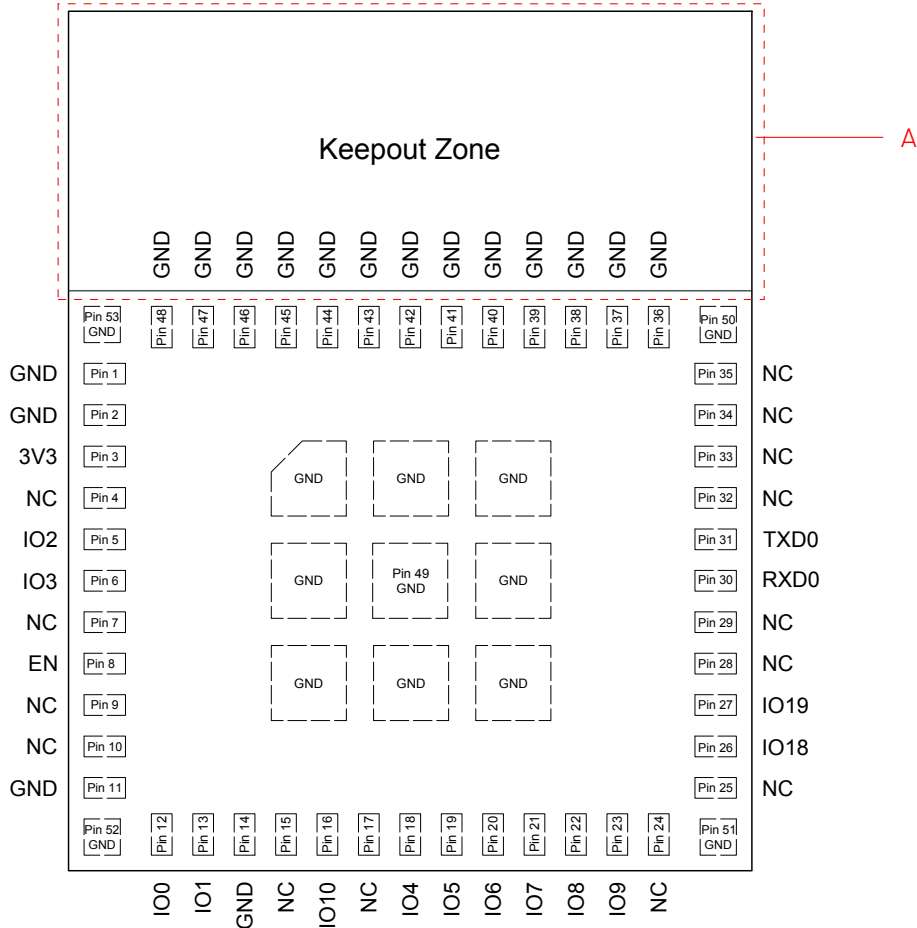 Keepout Zone
A
GND GND GND GND GND GND GND GND GND GND GND GND GND
Pin 53 GND
Pin 48 Pin 47 Pin 46 Pin 45 Pin 44 Pin 43 Pin 42 Pin 41 Pin 40 Pin 39 Pin 38 Pin 37 Pin 36
Pin 50 GND
GND Pin 1
Pin 35 NC
GND Pin 2
Pin 34 NC
3V3 Pin 3
Pin 33 NC
NC Pin 4
Pin 32 NC
IO2 Pin 5
Pin 31 TXD0
IO3 Pin 6
Pin 30 RXD0
NC Pin 7
Pin 29 NC
EN Pin 8
Pin 28 NC
NC Pin 9
Pin 27 IO19
NC Pin 10
Pin 26 IO18
GND Pin 11
Pin 25 NC
GND GND GND
GND
Pin 49
GND
GND
GND GND GND
Pin 52 GND
Pin 12 Pin 13 Pin 14 Pin 15 Pin 16 Pin 17 Pin 18 Pin 19 Pin 20 Pin 21 Pin 22 Pin 23 Pin 24
Pin 51 GND
IO0 IO1 GND NC IO10 NC IO4 IO5 IO6 IO7 IO8 IO9 NC